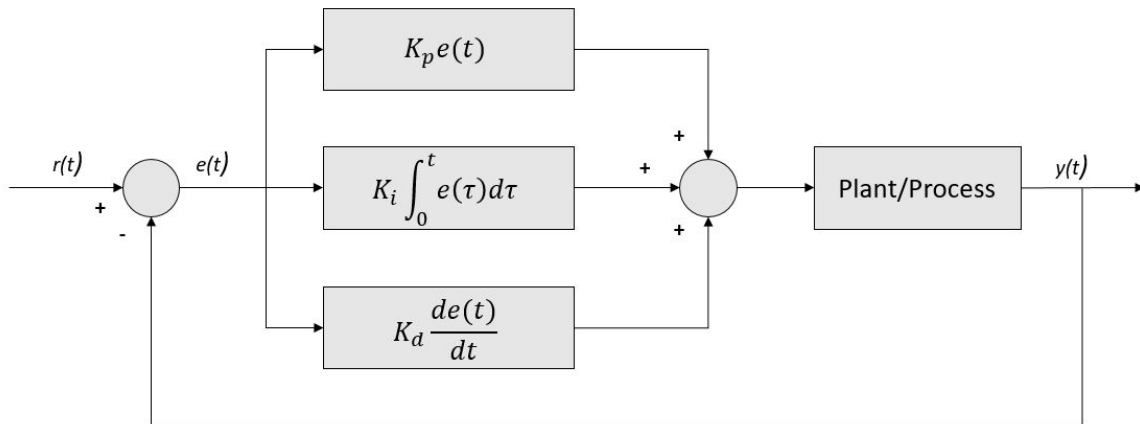 K_p e(t)
r(t)
+
-
e(t)
K_i ∫_0^t e(τ)dτ
K_d de(t)/dt
+
+
+
Plant/Process
y(t)